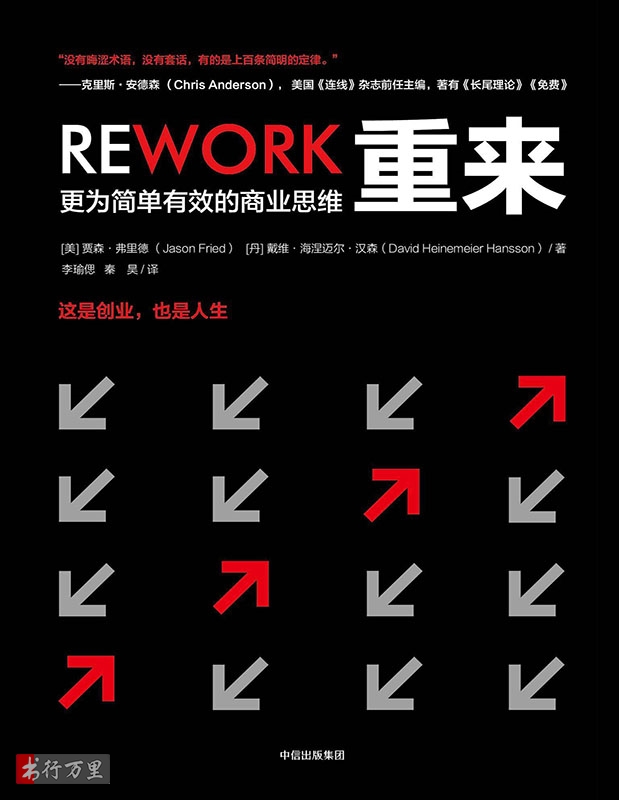 “没有晦涩术语，没有套话，有的是上百条简明的定律。”
——克里斯·安德森（Chris Anderson），美国《连线》杂志前任主编，著有《长尾理论》《免费》
REWORK 重来
更为简单有效的商业思维
[美] 贾森·弗里德（Jason Fried） [丹] 戴维·海涅迈尔·汉森（David Heinemeier Hansson）/ 著
李瑜偲 秦 昊 / 译
这是创业，也是人生
中信出版集团
书行万里